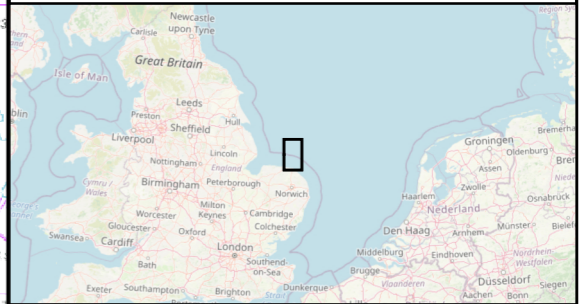 Newcastle
upon Tyne
Carlisle
Great Britain
Isle of Man
Leeds
Preston
Hull
Sheffield
Liverpool
Lincoln
Nottingham
England
Cymru /
Wales
Birmingham
Peterborough
Norwich
Worcester
Milton
Keynes
Cambridge
Colchester
Gloucester
Oxford
Swansea
Cardiff
London
Bath
Southend-
on-Sea
Exeter
Southampton
Brighton
Dunkerque
Groningen
Bremerha
Oldenburg
Assen
Zwolle
Haarlem
Nederland
Osnabrück
Den Haag
Arnhem
Münster
Bielef
Middelburg
Eindhoven
Brugge
Vlaanderen
Nordrhein-
Westfalen
Düsseldorf
Aachen
Bonn